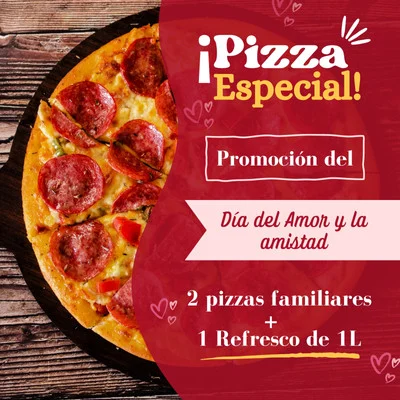 ¡Pizza
Especial!
Promoción del
Día del Amor y la
amistad
2 pizzas familiares
+
1 Refresco de 1L